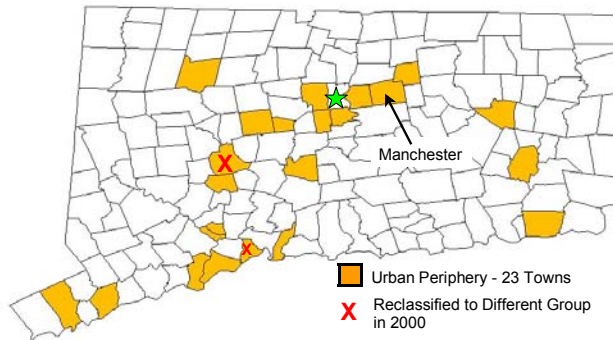 X
Manchester
X
Urban Periphery - 23 Towns
X Reclassified to Different Group
in 2000